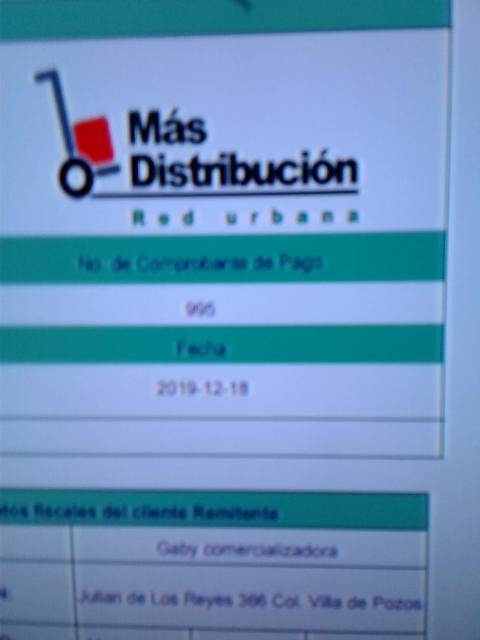 Más
Distribución
Red urbana
No. de Comprobante de Pago
995
Fecha
2019-12-18
fiscales del cliente Remitente
Gaby comercializadora
Julian de Los Reyes 366 Col. Villa de Pozos